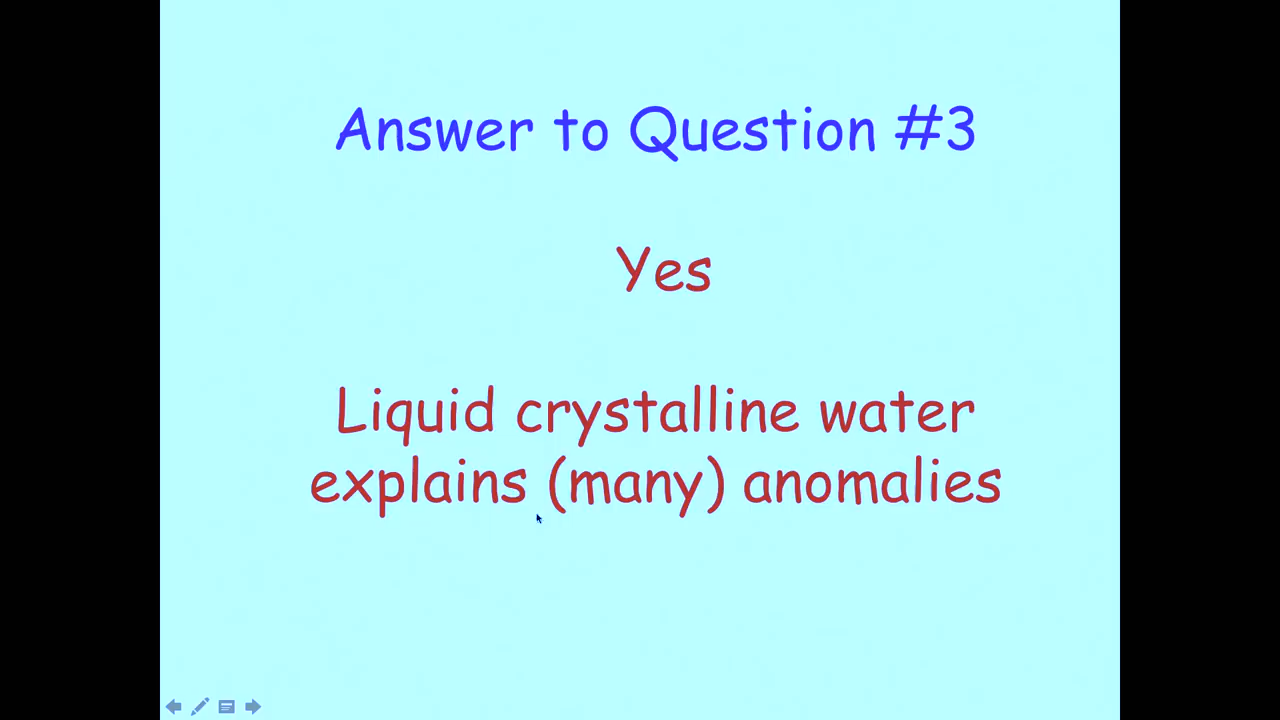 Answer to Question #3
Yes
Liquid crystalline water
explains (many) anomalies